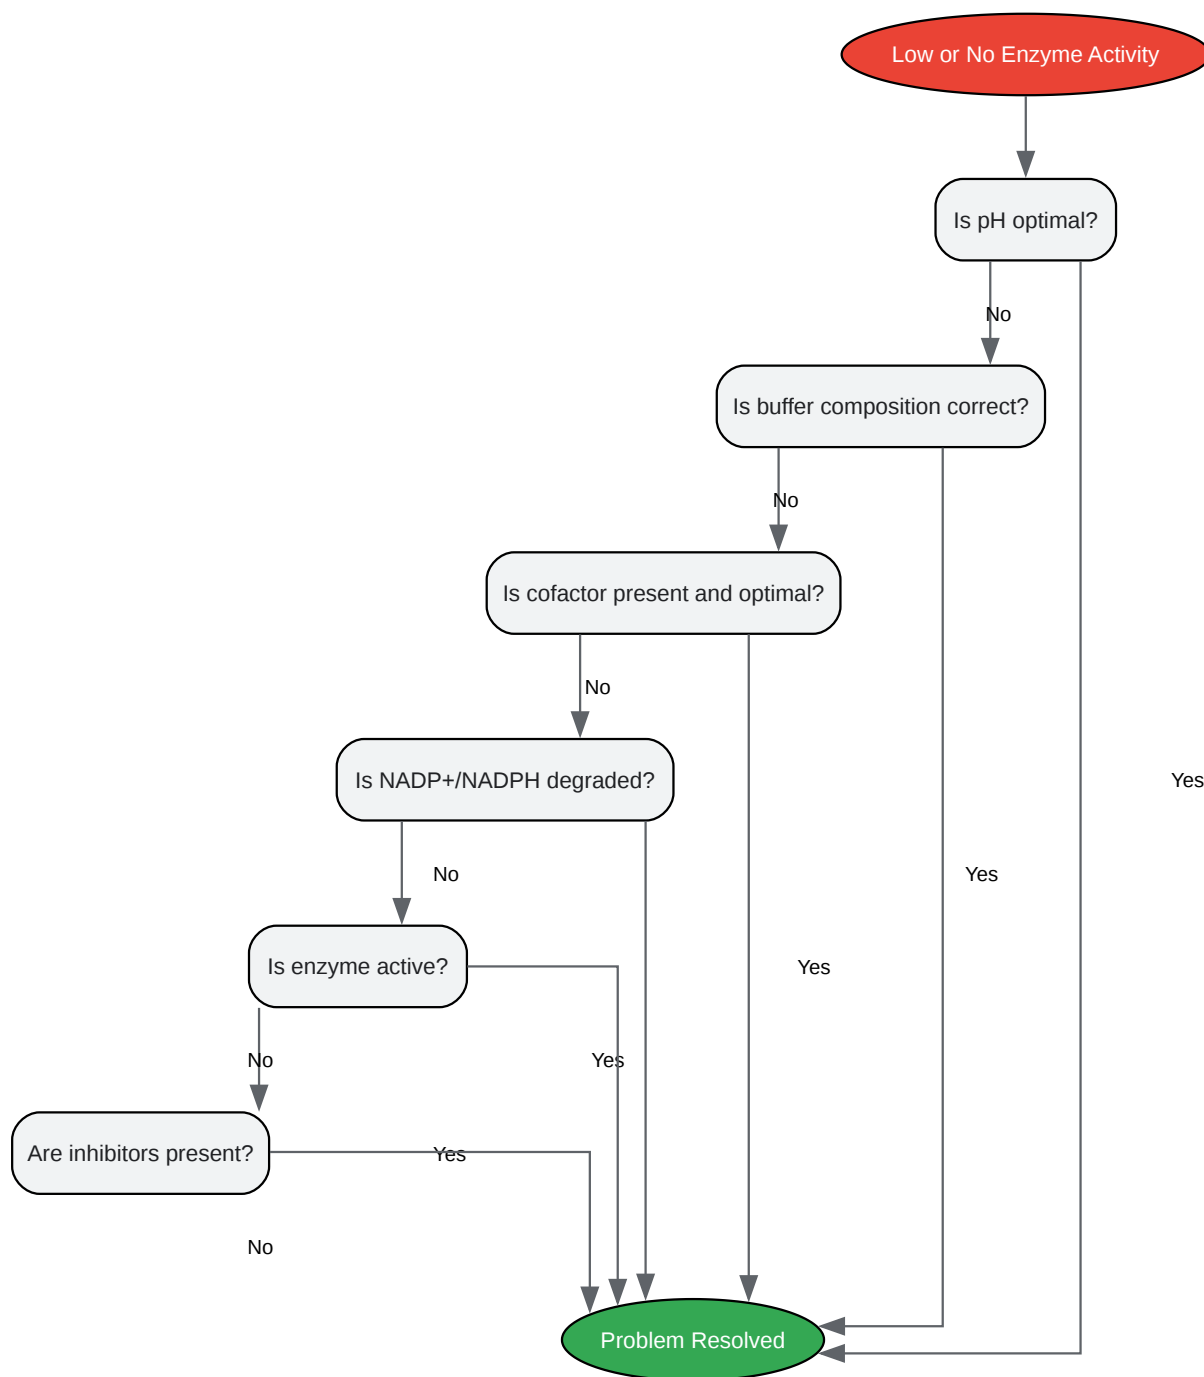 Low or No Enzyme Activity
Is pH optimal?
No
Is buffer composition correct?
No
Is cofactor present and optimal?
No
Is NADP+/NADPH degraded?
Yes
No
Yes
Is enzyme active?
Yes
No
Yes
Are inhibitors present?
Yes
No
Problem Resolved